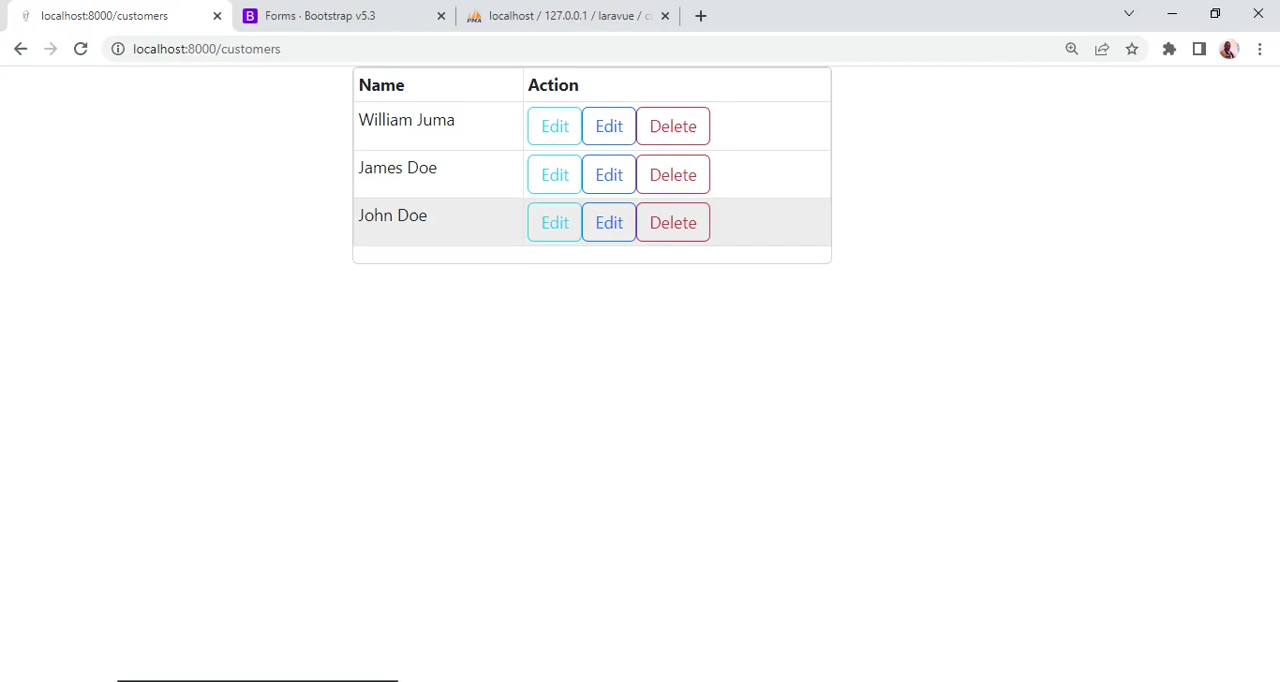 localhost:8000/customers
Forms · Bootstrap v5.3
localhost / 127.0.0.1 / laravue /
localhost:8000/customers
Name Action
William Juma Edit Edit Delete
James Doe Edit Edit Delete
John Doe Edit Edit Delete